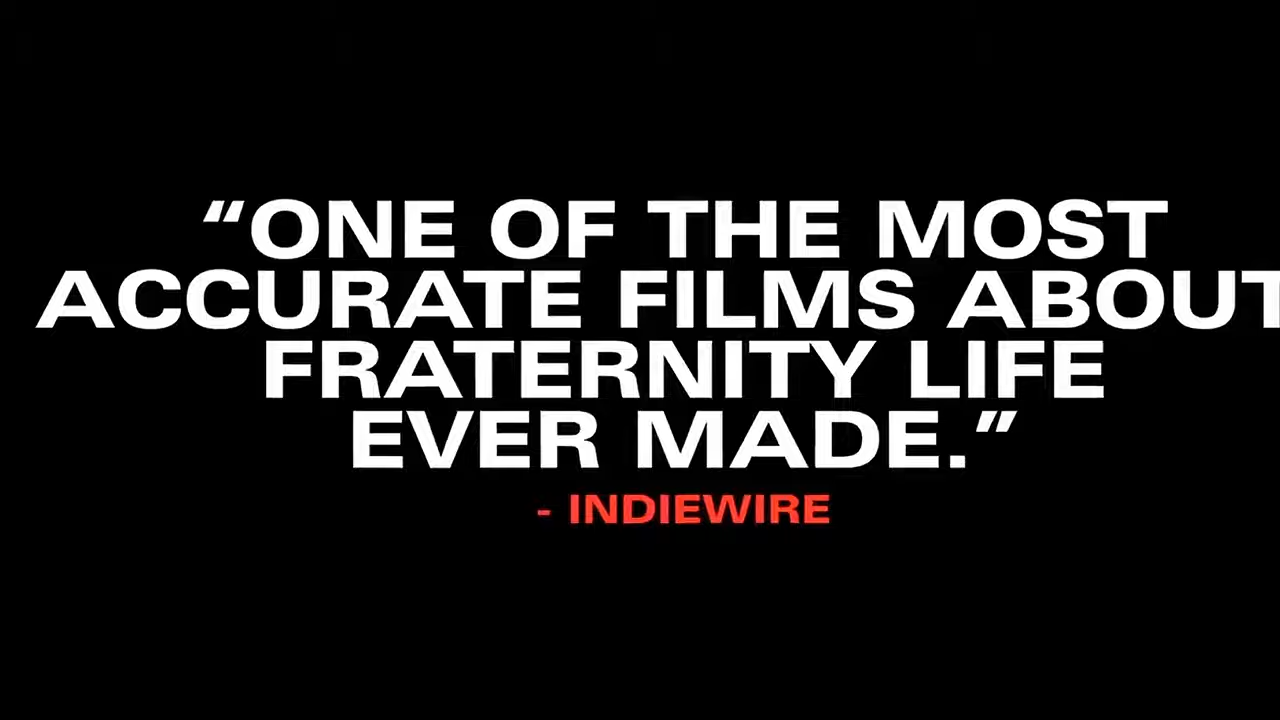 “ONE OF THE MOST
ACCURATE FILMS ABOUT
FRATERNITY LIFE
EVER MADE.”
- INDIEWIRE